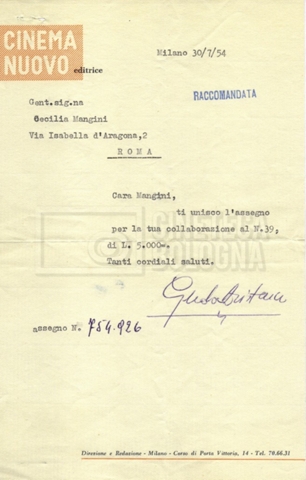 CINEMA
NUOVO
editrice
Milano 30/7/54
RACCOMANDATA
Gent.sig.na
Cecilia Mangini
Via Isabella d'Aragona,2
ROMA
Cara Mangini,
ti unisco l'assegno
per la tua collaborazione al N.39,
di L. 5.000=.
Tanti cordiali saluti.
assegno N. 754.926
Direzione e Redazione - Milano - Corso di Porta Vittoria, 14 - Tel. 70.66.31
CINETECA
BOLOGNA